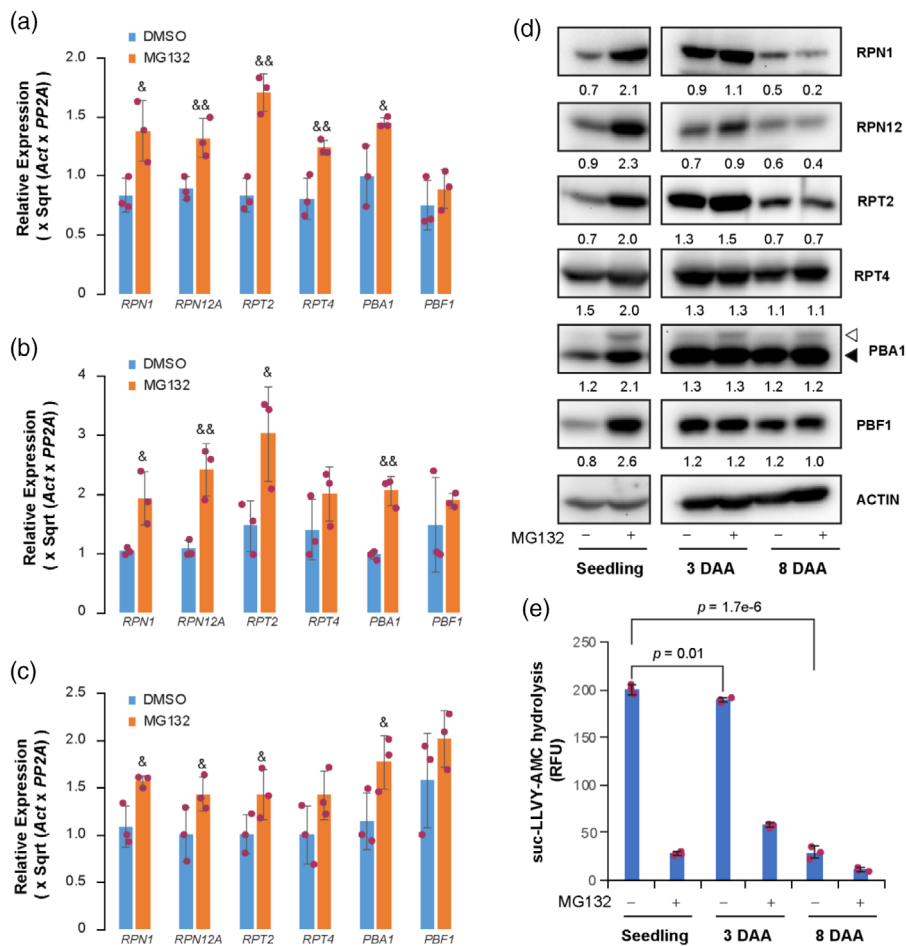 (a)
DMSO
MG132
Relative Expression
( x Sqrt (Act x PP2A) )
2.0
1.5
1.0
0.5
0
& && && && &
RPN1 RPN12A RPT2 RPT4 PBA1 PBF1
(b)
DMSO
MG132
Relative Expression
( x Sqrt (Act x PP2A) )
4
3
2
1
0
& && & &&
RPN1 RPN12A RPT2 RPT4 PBA1 PBF1
(c)
DMSO
MG132
Relative Expression
( x Sqrt (Act x PP2A) )
2.5
2.0
1.5
1.0
0.5
0
& & & &
RPN1 RPN12A RPT2 RPT4 PBA1 PBF1
(d)
RPN1
0.7 2.1 0.9 1.1 0.5 0.2
RPN12
0.9 2.3 0.7 0.9 0.6 0.4
RPT2
0.7 2.0 1.3 1.5 0.7 0.7
RPT4
1.5 2.0 1.3 1.3 1.1 1.1
PBA1
1.2 2.1 1.3 1.3 1.2 1.2
PBF1
0.8 2.6 1.2 1.2 1.2 1.0
ACTIN
MG132 − + − + − +
Seedling 3 DAA 8 DAA
(e)
p = 1.7e-6
p = 0.01
suc-LLVY-AMC hydrolysis
(RFU)
250
200
150
100
50
0
MG132 − + − + − +
Seedling 3 DAA 8 DAA